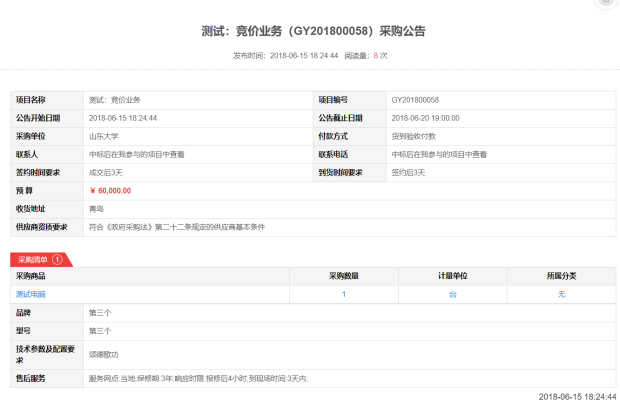 测试：竞价业务（GY201800058）采购公告
发布时间：2018-06-15 18:24:44 阅读量：8 次
项目名称 测试：竞价业务 项目编号 GY201800058
公告开始日期 2018-06-15 18:24:44 公告截止日期 2018-06-20 19:00:00
采购单位 山东大学 付款方式 货到验收付款
联系人 中标后在我参与的项目中查看 联系电话 中标后在我参与的项目中查看
签约时间要求 成交后3天 到货时间要求 签约后3天
预 算 ￥ 60,000.00
收货地址 青岛
供应商资质要求 符合《政府采购法》第二十二条规定的供应商基本条件
采购清单 1
采购商品 采购数量 计量单位 所属分类
测试电脑 1 台 无
品牌 第三个
型号 第三个
技术参数及配置要 颂德歌功
求
售后服务 服务网点:当地,保修期:3年,响应时限:报修后4小时,到现场时间:3天内,
2018-06-15 18:24:44